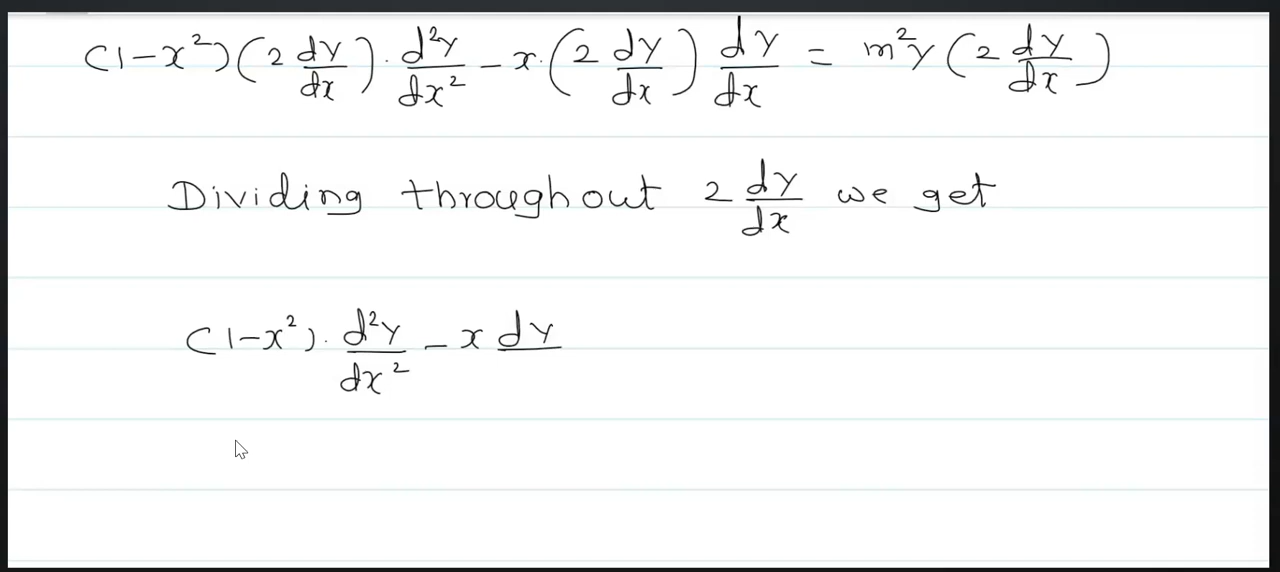 (1-x²)(2 dy/dx). d²y/dx² - x.(2 dy/dx) dy/dx = m²y(2 dy/dx)
Dividing throughout 2 dy/dx we get
(1-x²). d²y/dx² - x dy